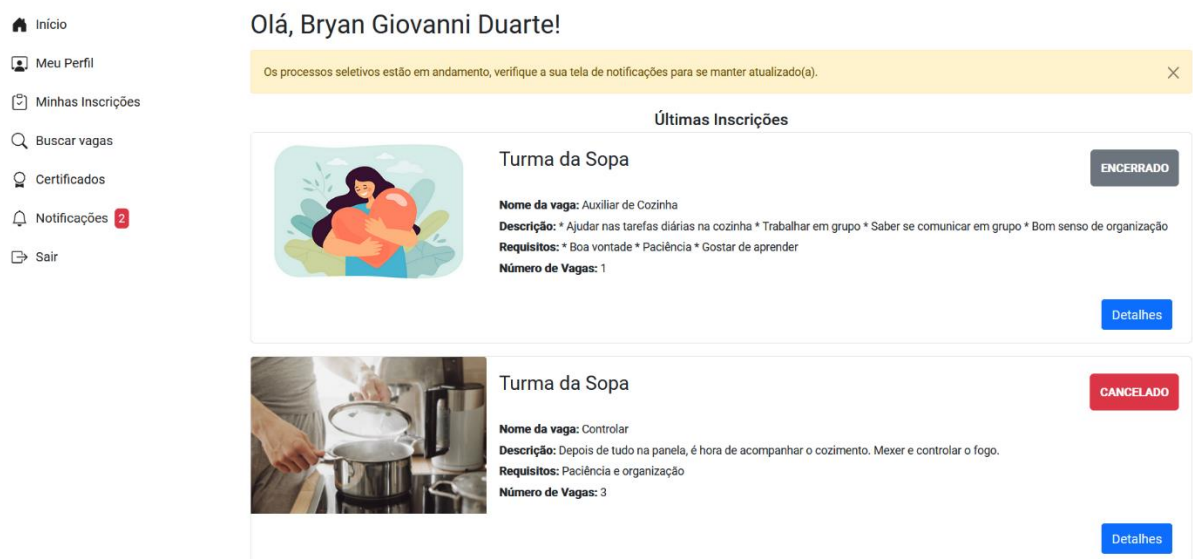 Início
Meu Perfil
Minhas Inscrições
Buscar vagas
Certificados
Notificações 2
Sair
Olá, Bryan Giovanni Duarte!
Os processos seletivos estão em andamento, verifique a sua tela de notificações para se manter atualizado(a).
Últimas Inscrições
Turma da Sopa
ENCERRADO
Nome da vaga: Auxiliar de Cozinha
Descrição: * Ajudar nas tarefas diárias na cozinha * Trabalhar em grupo * Saber se comunicar em grupo * Bom senso de organização
Requisitos: * Boa vontade * Paciência * Gostar de aprender
Número de Vagas: 1
Detalhes
Turma da Sopa
CANCELADO
Nome da vaga: Controlar
Descrição: Depois de tudo na panela, é hora de acompanhar o cozimento. Mexer e controlar o fogo.
Requisitos: Paciência e organização
Número de Vagas: 3
Detalhes